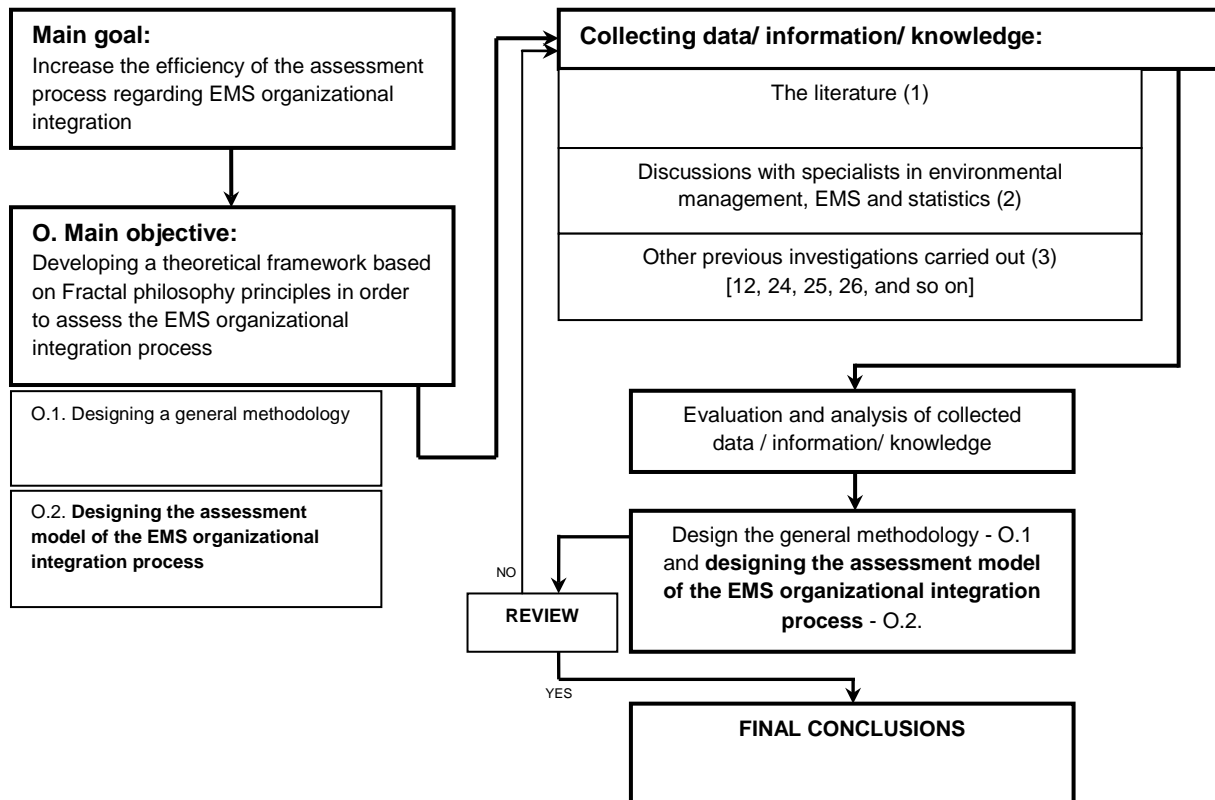 Main goal:
Increase the efficiency of the assessment
process regarding EMS organizational
integration
O. Main objective:
Developing a theoretical framework based
on Fractal philosophy principles in order
to assess the EMS organizational
integration process
O.1. Designing a general methodology
O.2. Designing the assessment
model of the EMS organizational
integration process
Collecting data/ information/ knowledge:
The literature (1)
Discussions with specialists in environmental
management, EMS and statistics (2)
Other previous investigations carried out (3)
[12, 24, 25, 26, and so on]
Evaluation and analysis of collected
data / information/ knowledge
Design the general methodology - O.1
and designing the assessment model
of the EMS organizational integration
process - O.2.
NO
REVIEW
YES
FINAL CONCLUSIONS